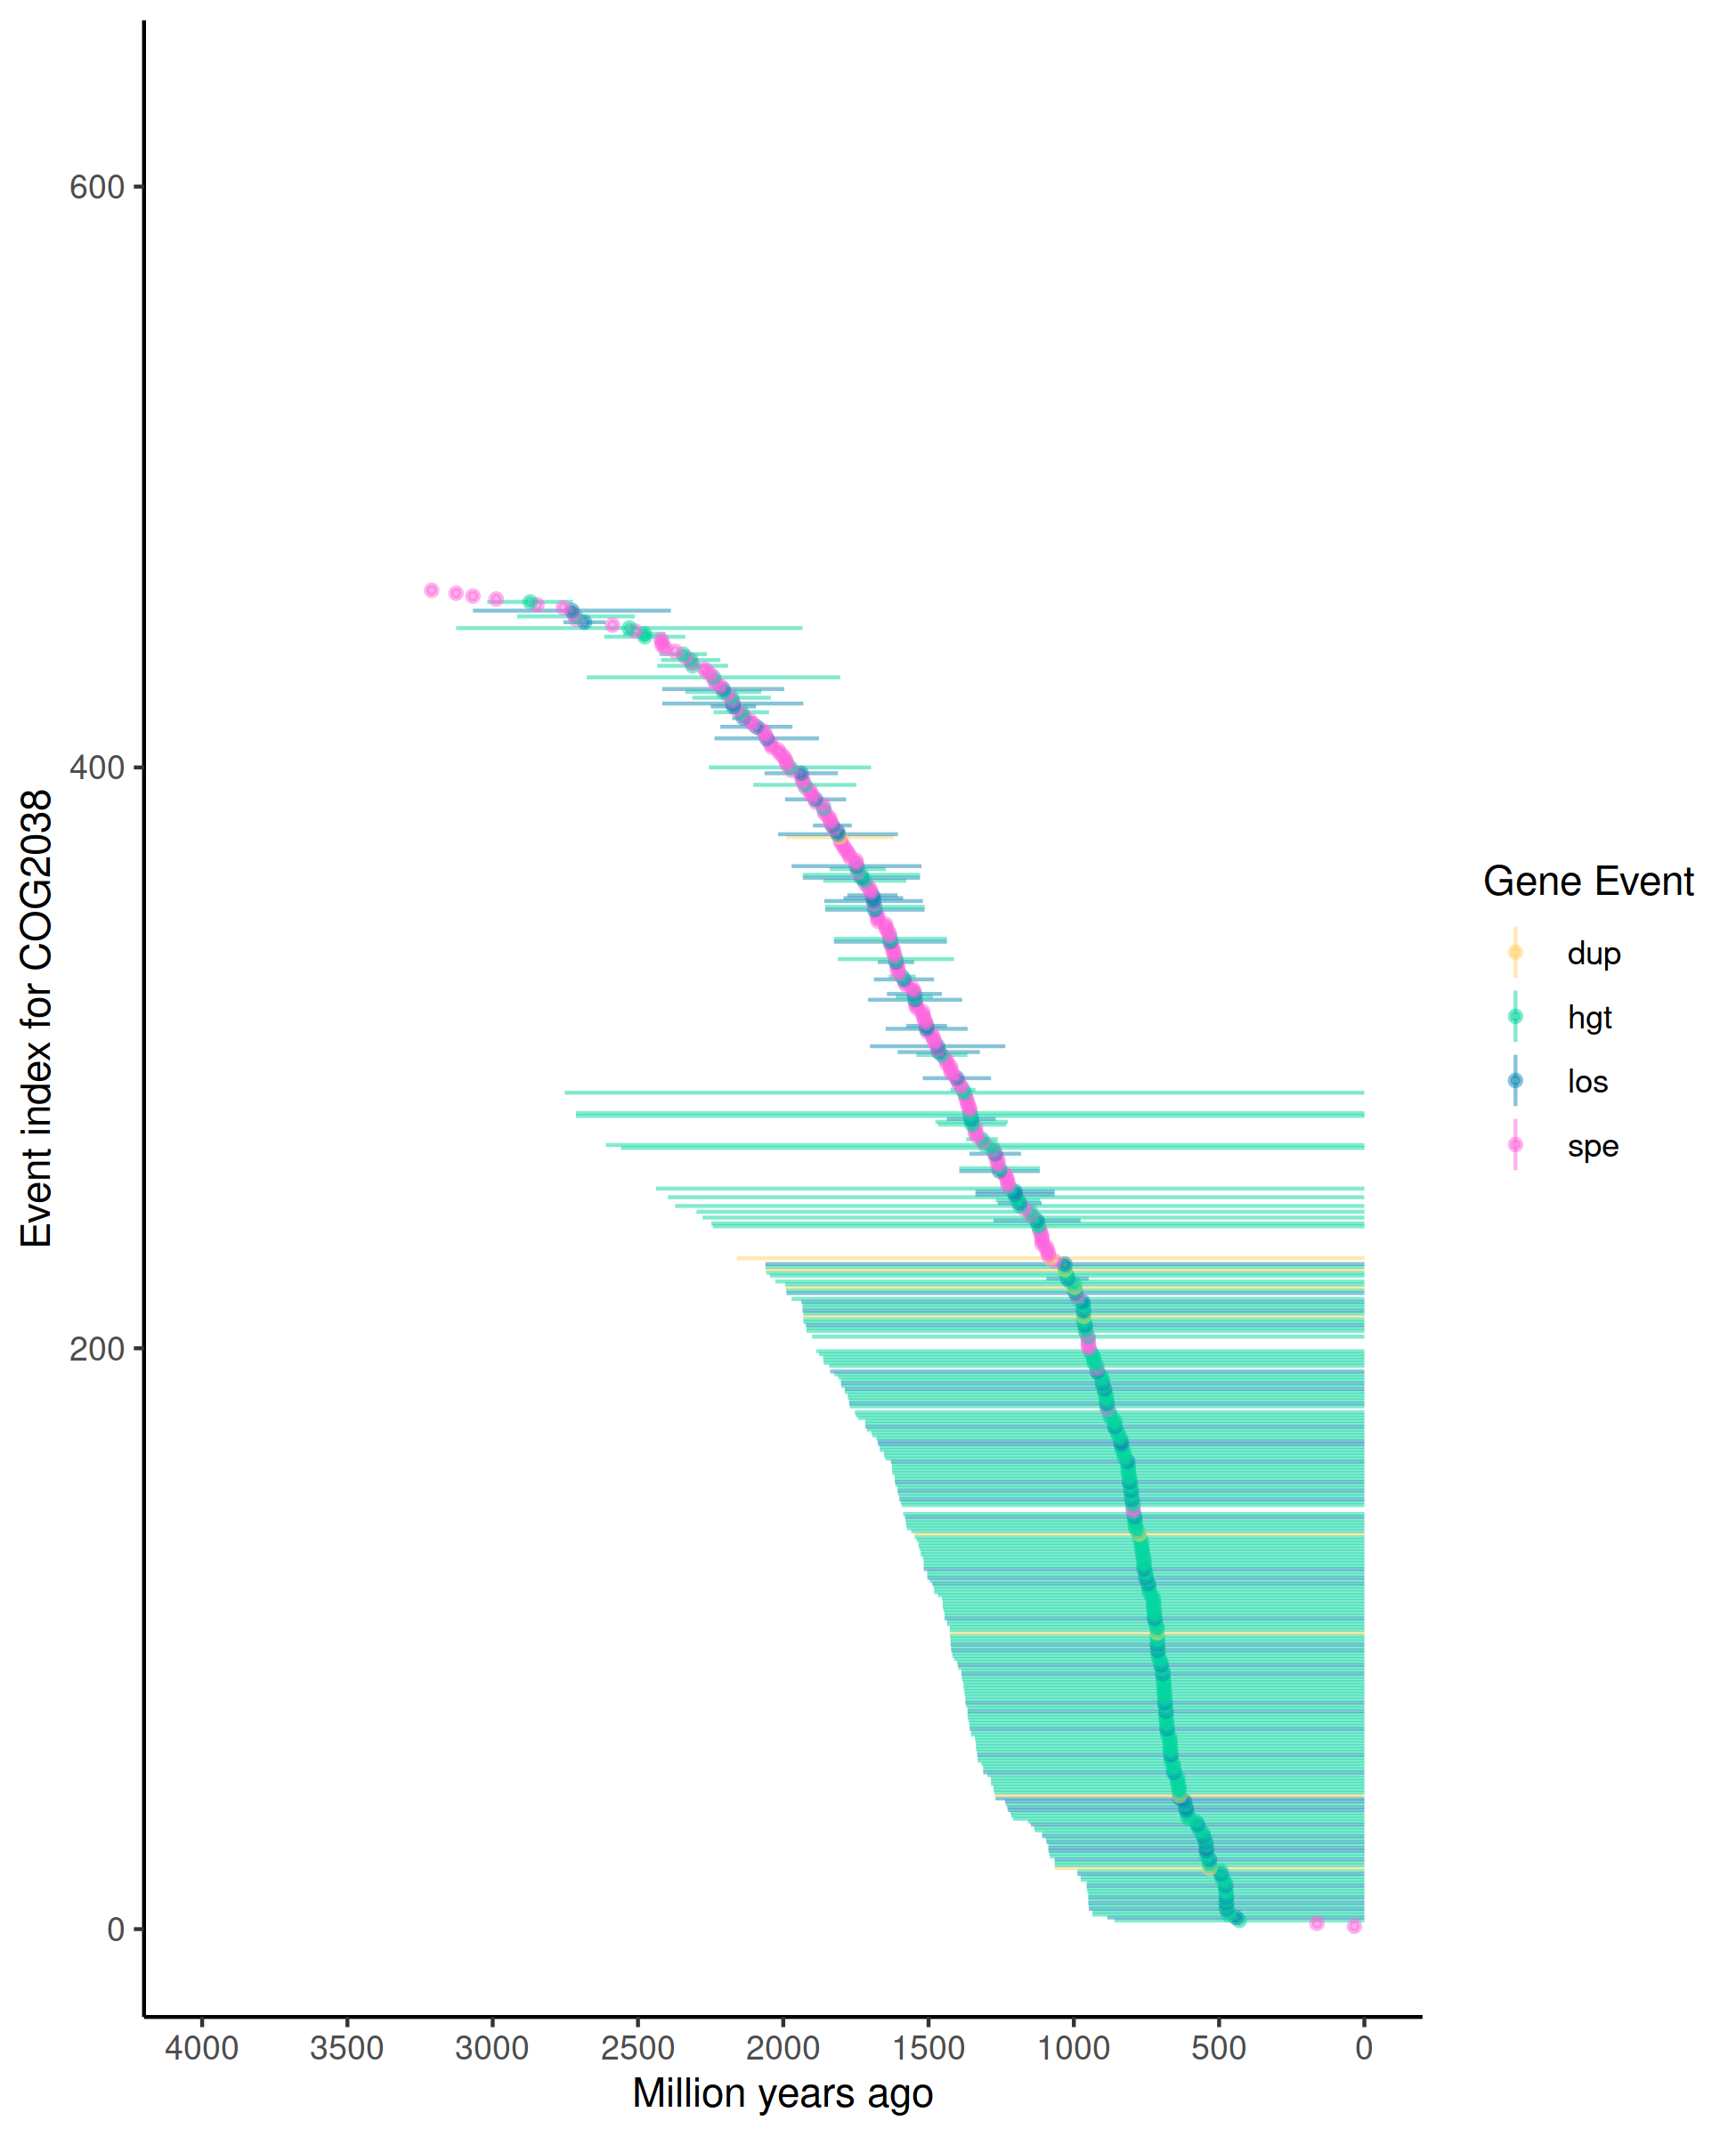 Event index for COG2038
600
400
200
0
4000 3500 3000 2500 2000 1500 1000 500 0
Million years ago
Gene Event
dup
hgt
los
spe